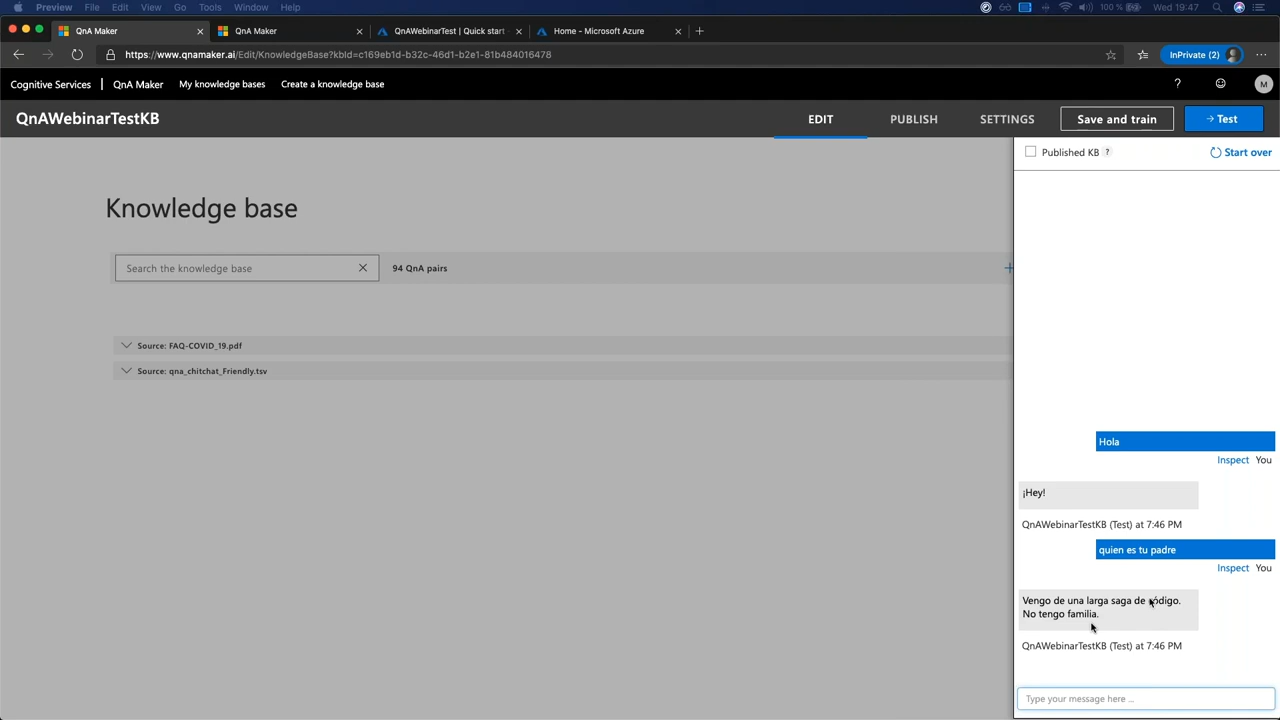 Preview File Edit View Go Tools Window Help 100 % Wed 19:47
QnA Maker QnA Maker QnAWebinarTest | Quick start Home - Microsoft Azure
https://www.qnamaker.ai/Edit/KnowledgeBase?kbId=c169eb1d-b32c-46d1-b2e1-81b484016478 InPrivate (2)
Cognitive Services | QnA Maker My knowledge bases Create a knowledge base ? M
QnAWebinarTestKB EDIT PUBLISH SETTINGS Save and train → Test
Published KB ? Start over
Knowledge base
Search the knowledge base 94 QnA pairs
Source: FAQ-COVID_19.pdf
Source: qna_chitchat_Friendly.tsv
Hola
Inspect You
¡Hey!
QnAWebinarTestKB (Test) at 7:46 PM
quien es tu padre
Inspect You
Vengo de una larga saga de código.
No tengo familia.
QnAWebinarTestKB (Test) at 7:46 PM
Type your message here ...